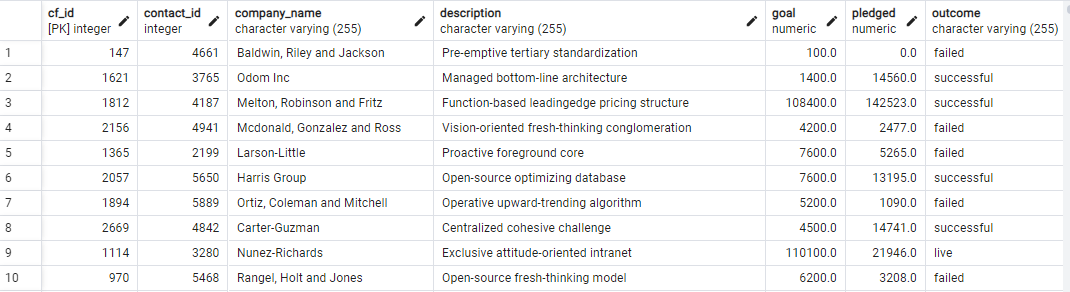 cf_id contact_id company_name description goal pledged outcome
[PK] integer integer character varying (255) character varying (255) numeric numeric character varying (255)
1 147 4661 Baldwin, Riley and Jackson Pre-emptive tertiary standardization 100.0 0.0 failed
2 1621 3765 Odom Inc Managed bottom-line architecture 1400.0 14560.0 successful
3 1812 4187 Melton, Robinson and Fritz Function-based leadingedge pricing structure 108400.0 142523.0 successful
4 2156 4941 Mcdonald, Gonzalez and Ross Vision-oriented fresh-thinking conglomeration 4200.0 2477.0 failed
5 1365 2199 Larson-Little Proactive foreground core 7600.0 5265.0 failed
6 2057 5650 Harris Group Open-source optimizing database 7600.0 13195.0 successful
7 1894 5889 Ortiz, Coleman and Mitchell Operative upward-trending algorithm 5200.0 1090.0 failed
8 2669 4842 Carter-Guzman Centralized cohesive challenge 4500.0 14741.0 successful
9 1114 3280 Nunez-Richards Exclusive attitude-oriented intranet 110100.0 21946.0 live
10 970 5468 Rangel, Holt and Jones Open-source fresh-thinking model 6200.0 3208.0 failed